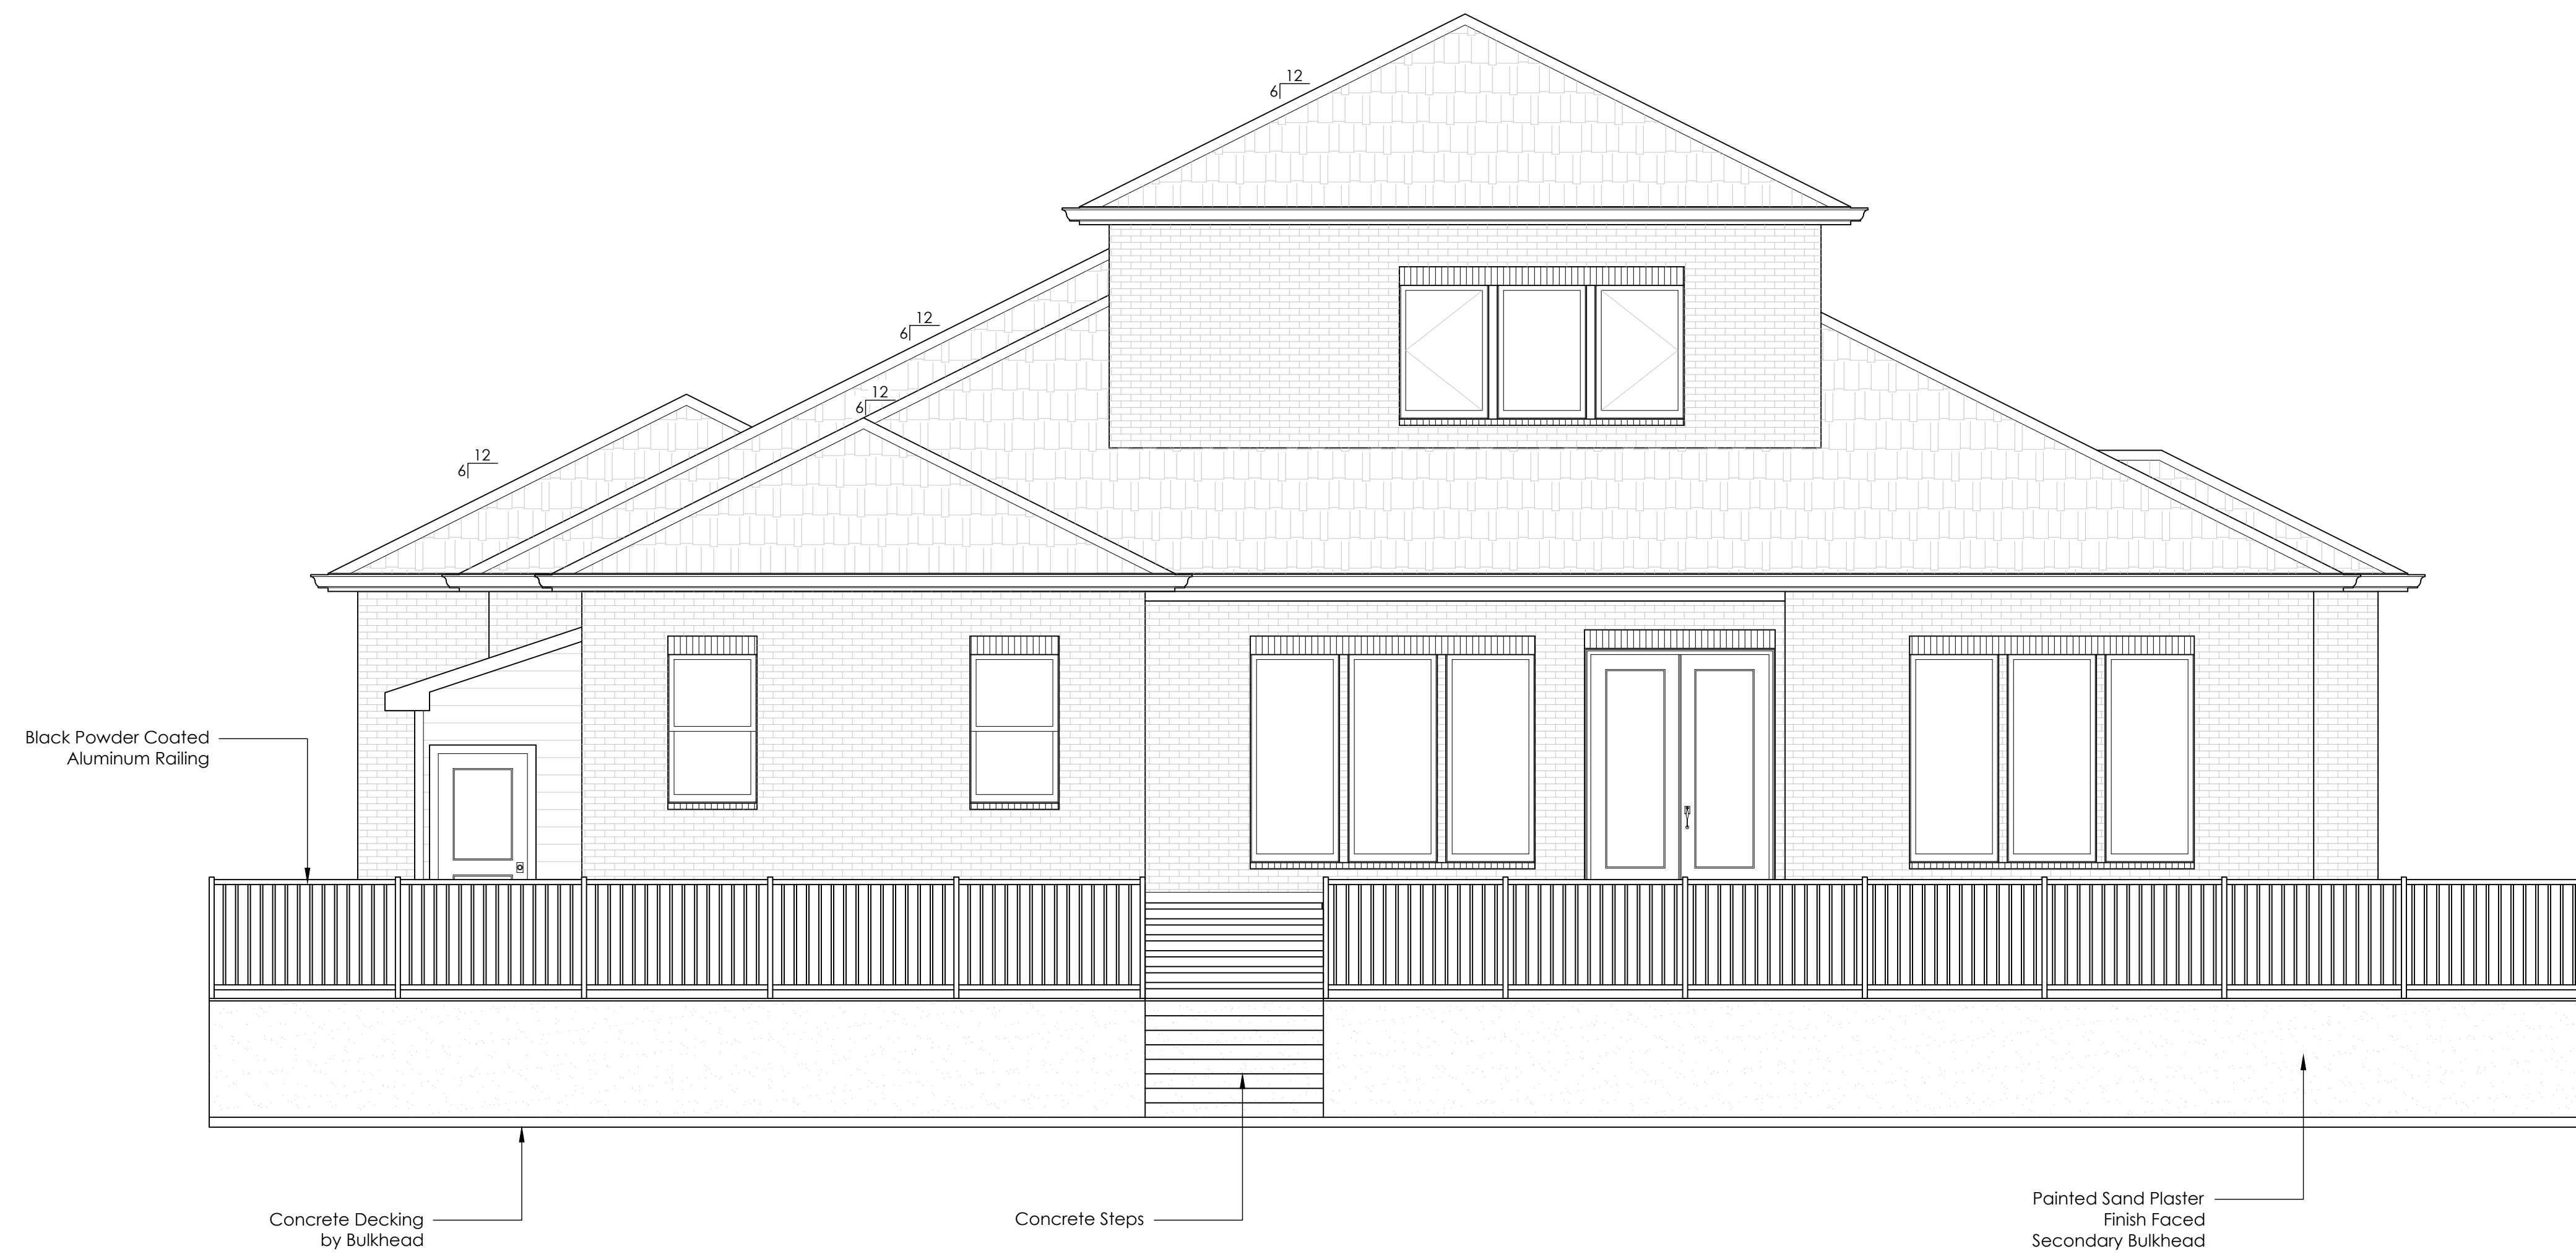 12
6
12
6
12
6
12
6
Black Powder Coated
Aluminum Railing
Concrete Decking
by Bulkhead
Concrete Steps
Painted Sand Plaster
Finish Faced
Secondary Bulkhead